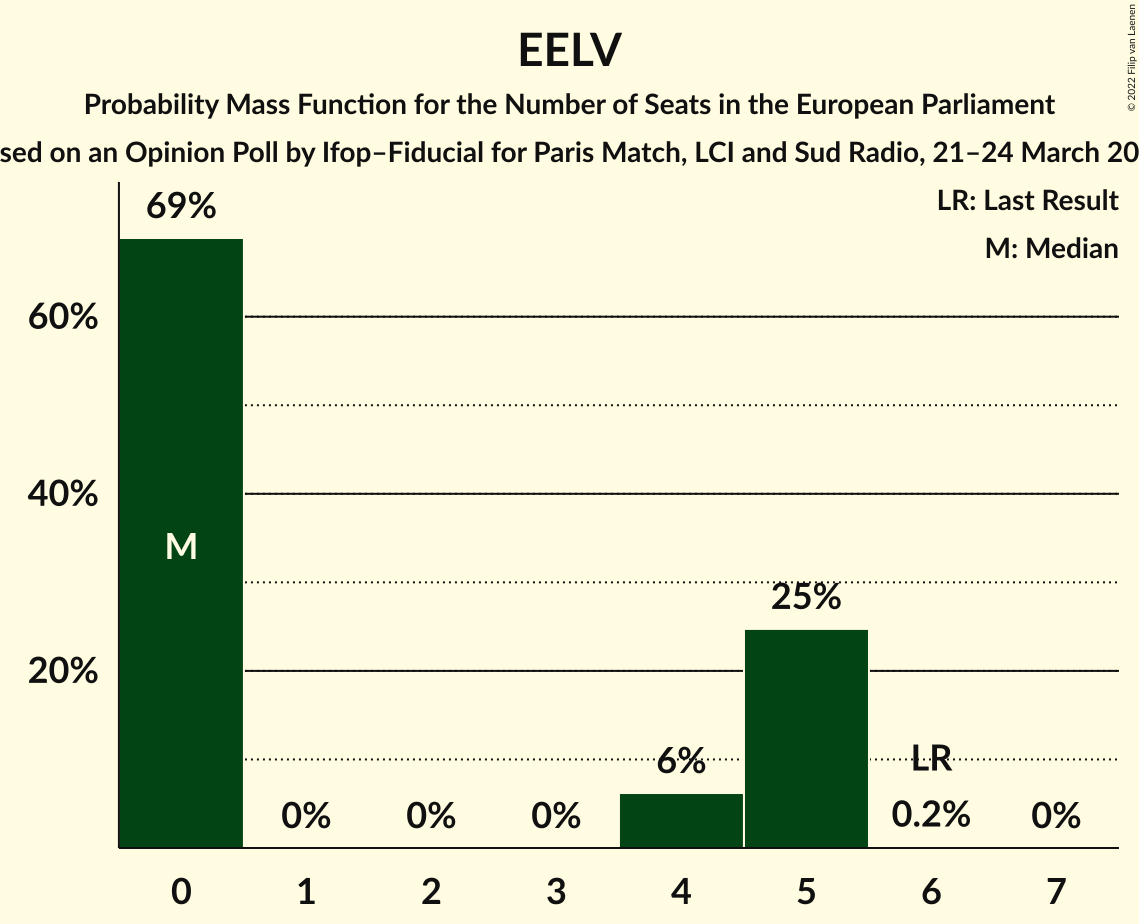 © 2022 Filip van Laenen
EELV
Probability Mass Function for the Number of Seats in the European Parliament
sed on an Opinion Poll by Ifop–Fiducial for Paris Match, LCI and Sud Radio, 21–24 March 20
LR: Last Result
M: Median
69%
60%
40%
M
25%
20%
6%
LR
0% 0% 0% 0.2% 0%
0 1 2 3 4 5 6 7